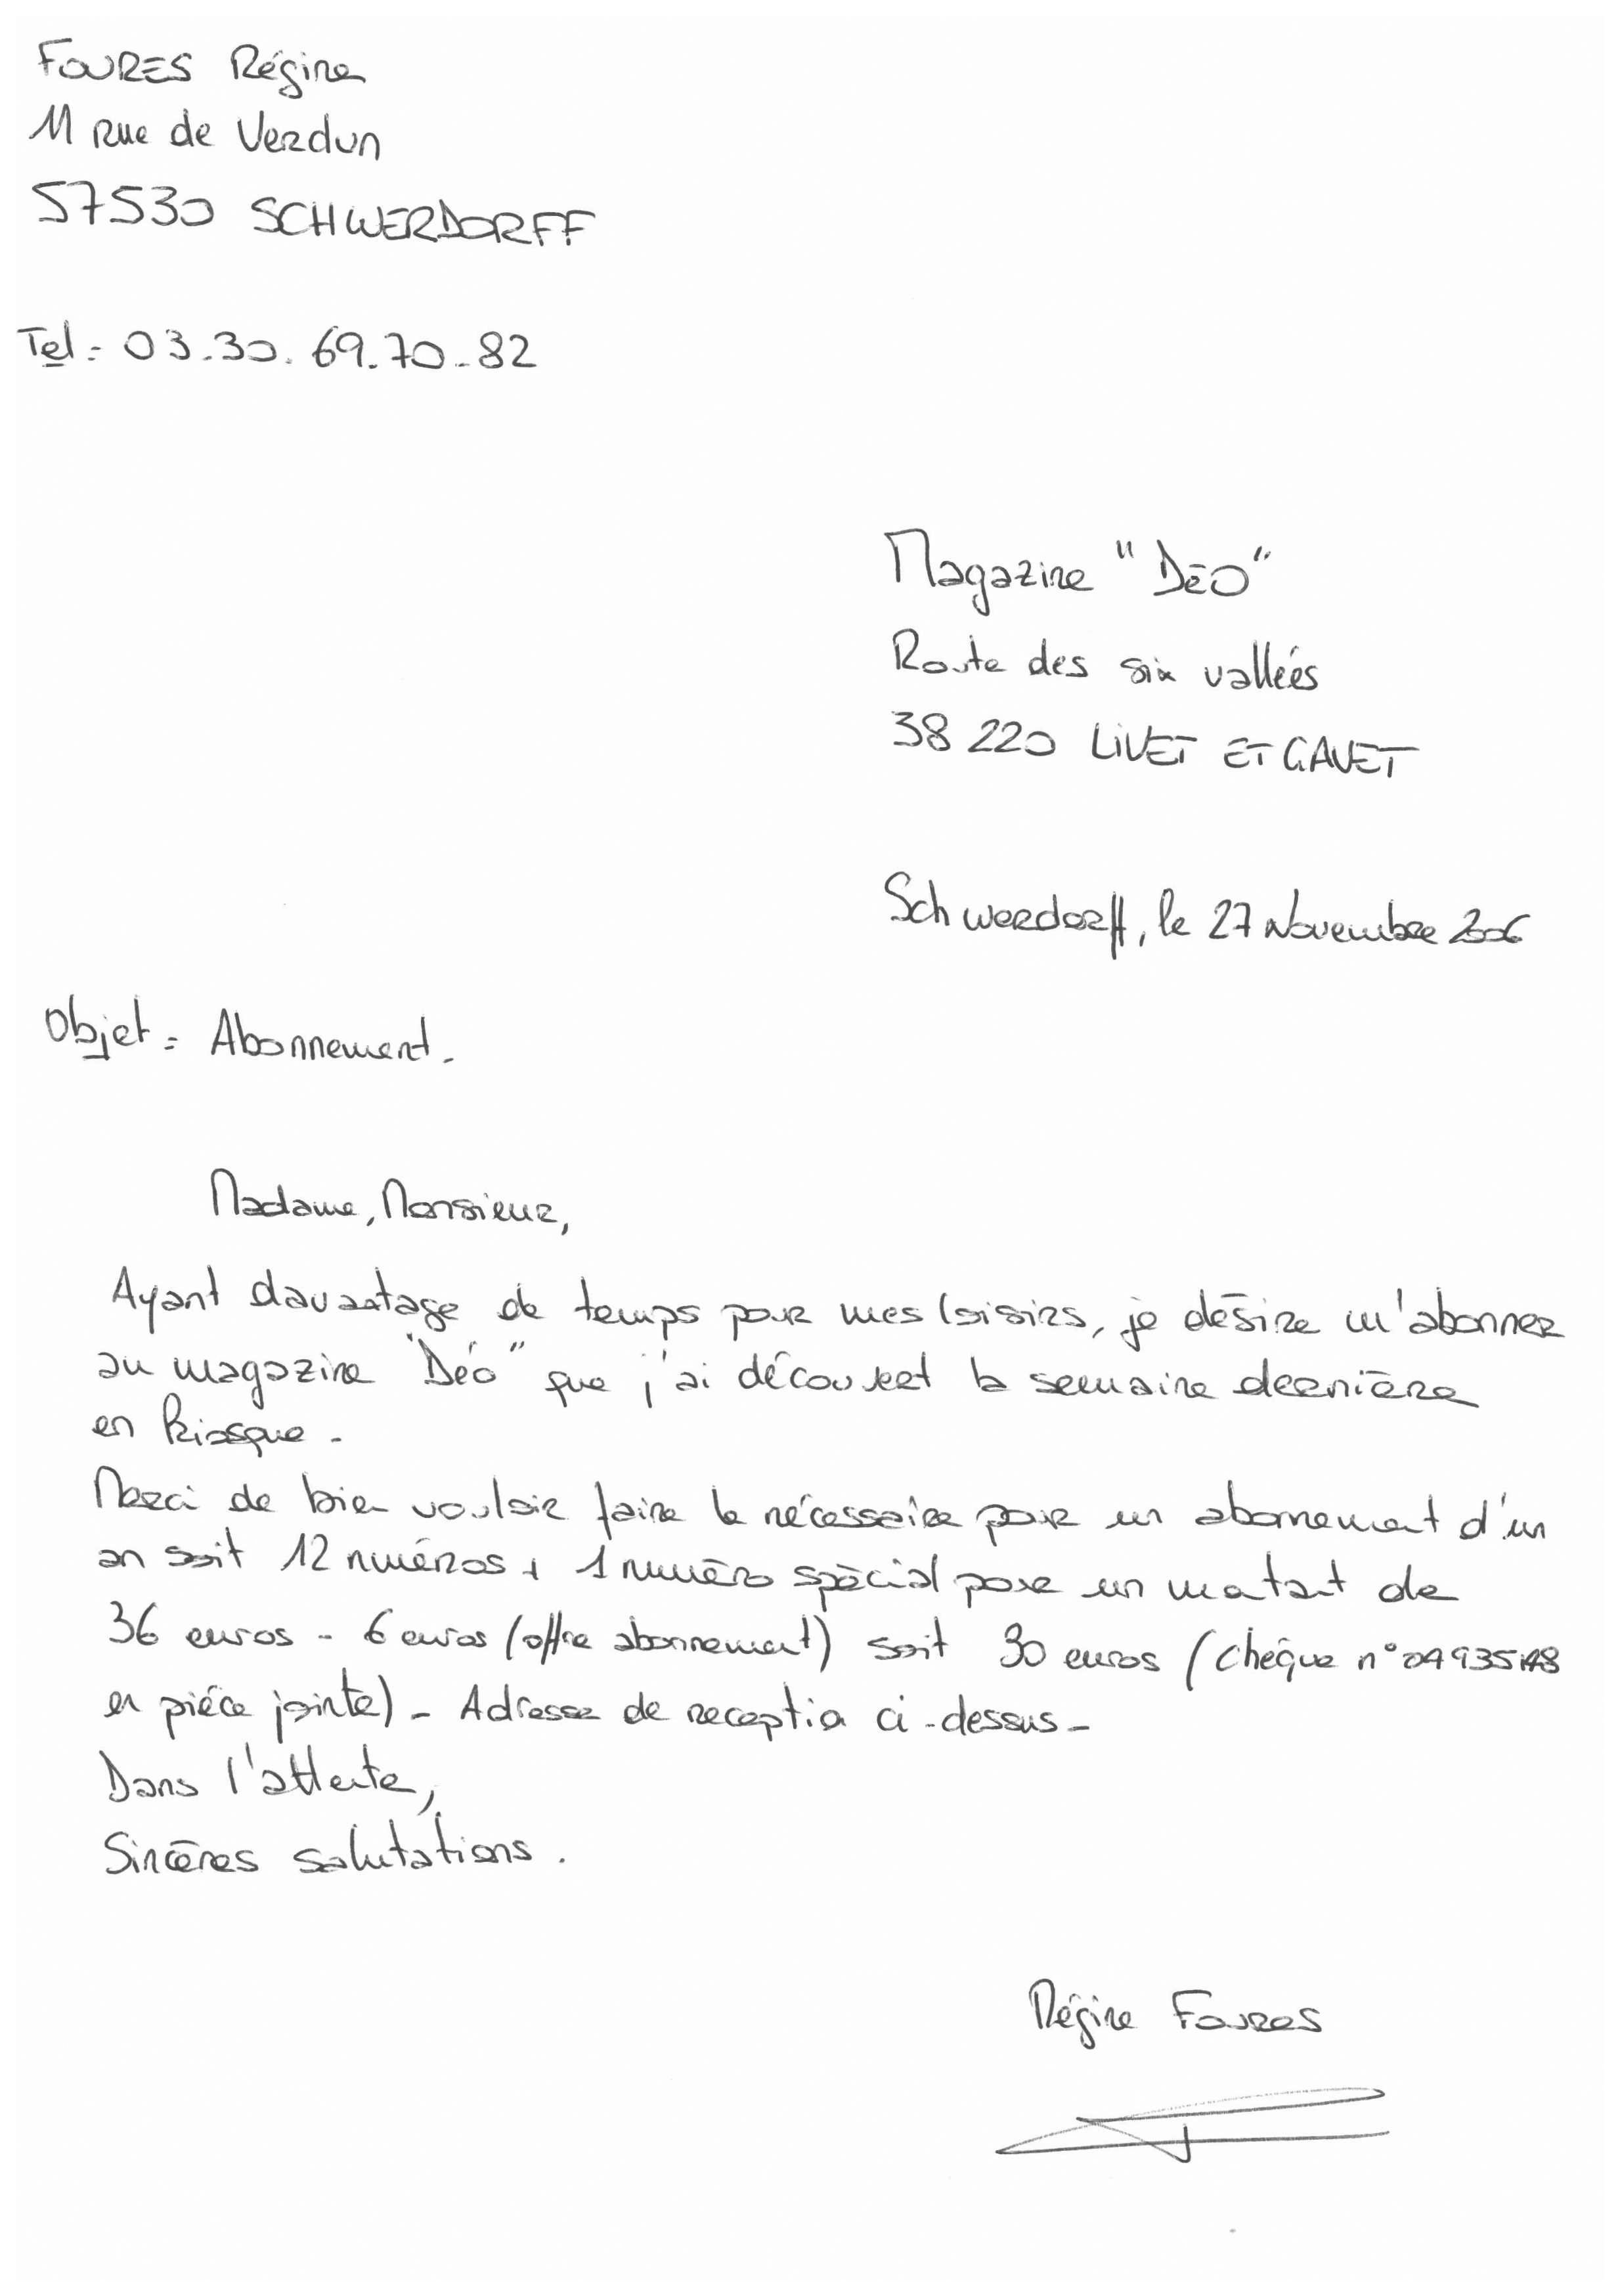 FOURES Régine
11 rue de Verdun
57530 SCHWERDORFF
Tel : 03.30.69.70.82
Magazine "Déo"
Route des six vallées
38 220 LIVET ET GAVET
Schwerdorff, le 27 Novembre 2006
Objet : Abonnement.
Madame, Monsieur,
Ayant davantage de temps pour mes loisirs, je désire m'abonner
au magazine "Déo" que j'ai découvert la semaine dernière
en kiosque.
Merci de bien vouloir faire le nécessaire pour un abonnement d'un
an soit 12 numéros + 1 numéro spécial pour un montant de
36 euros - 6 euros (offre abonnement) soit 30 euros (chèque n°
en pièce jointe) - Adresse de reception ci-dessus -
Dans l'attente,
Sincères salutations.
Régine Foures